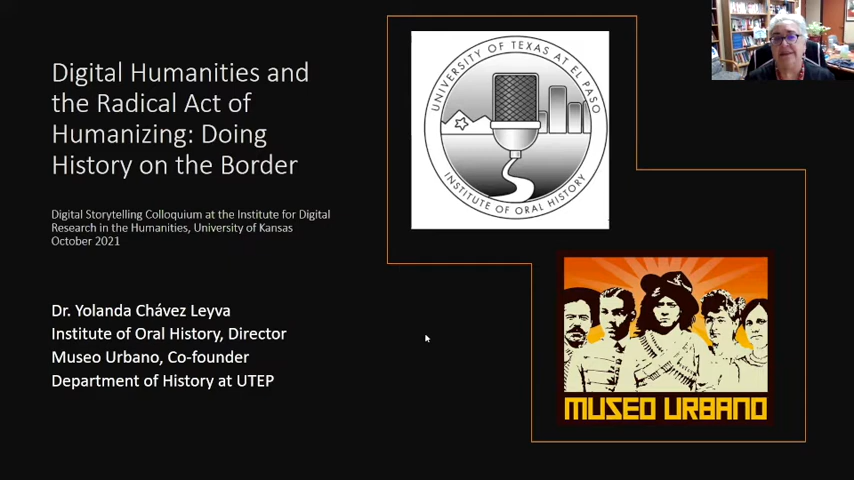 Digital Humanities and
the Radical Act of
Humanizing: Doing
History on the Border
Digital Storytelling Colloquium at the Institute for Digital
Research in the Humanities, University of Kansas
October 2021
Dr. Yolanda Chávez Leyva
Institute of Oral History, Director
Museo Urbano, Co-founder
Department of History at UTEP
UNIVERSITY OF TEXAS AT EL PASO
INSTITUTE OF ORAL HISTORY
MUSEO URBANO